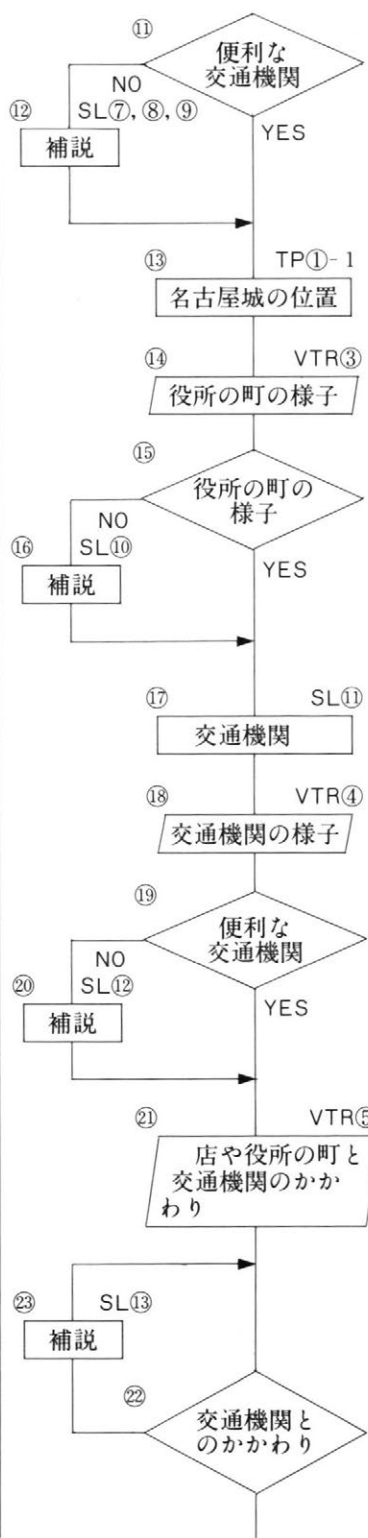 ⑪
便利な
交通機関
NO
SL⑦, ⑧, ⑨
YES
⑫
補説
⑬ TP①-1
名古屋城の位置
⑭ VTR③
役所の町の様子
⑮
役所の町の
様子
NO
SL⑩
YES
⑯
補説
⑰ SL⑪
交通機関
⑱ VTR④
交通機関の様子
⑲
便利な
交通機関
NO
SL⑫
YES
⑳
補説
㉑ VTR⑤
店や役所の町と
交通機関のかか
わり
㉓ SL⑬
補説
㉒
交通機関と
のかかわり